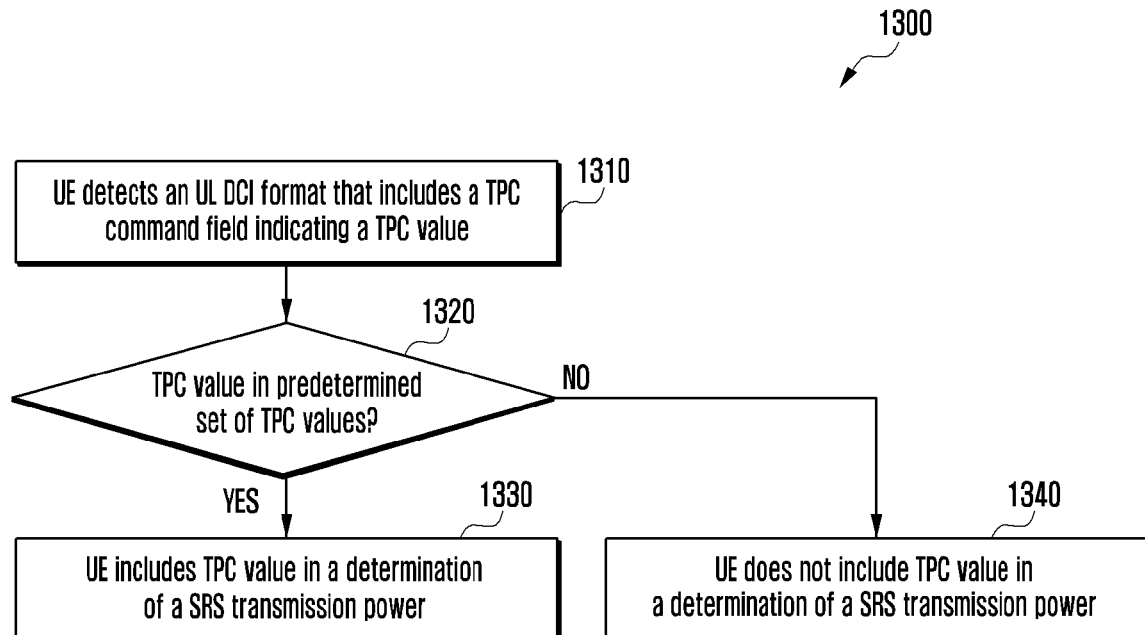 1300
1310
UE detects an UL DCI format that includes a TPC
command field indicating a TPC value
1320
TPC value in predetermined
set of TPC values?
NO
YES
1330
UE includes TPC value in a determination
of a SRS transmission power
1340
UE does not include TPC value in
a determination of a SRS transmission power